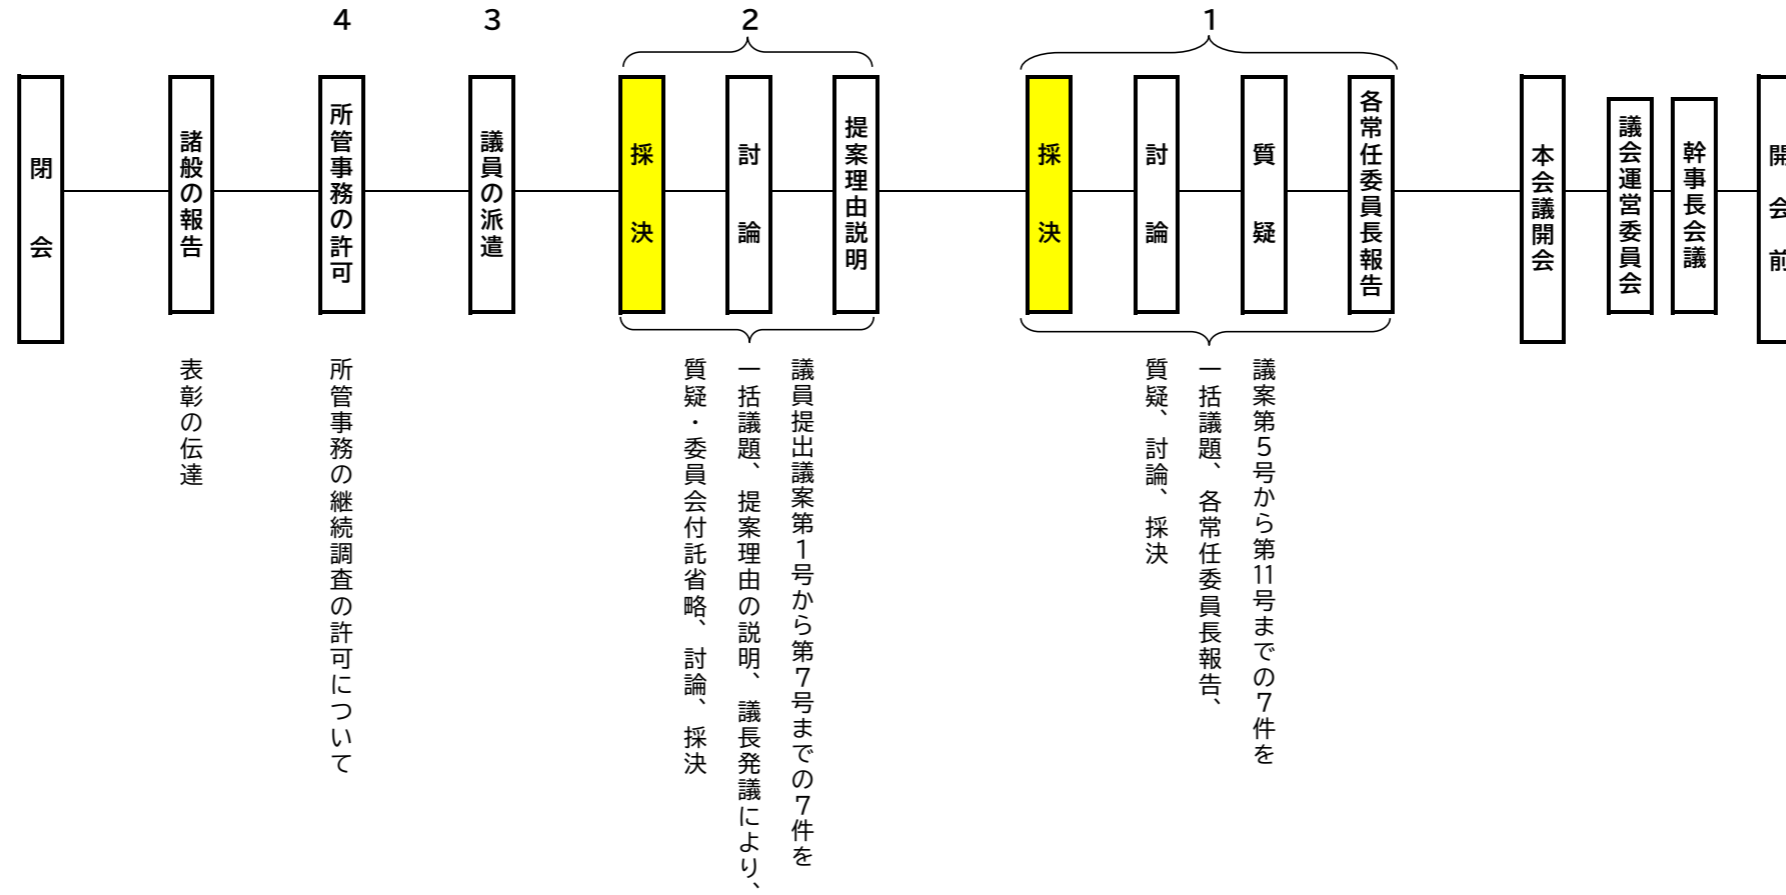 開会前
幹事長会議
議会運営委員会
本会議開会
1
各常任委員長報告
質疑
討論
採決
議案第5号から第11号までの7件を
一括議題、各常任委員長報告、
質疑、討論、採決
2
提案理由説明
討論
採決
議員提出議案第1号から第7号までの7件を
一括議題、提案理由の説明、議長発議により、
質疑・委員会付託省略、討論、採決
3
議員の派遣
4
所管事務の許可
所管事務の継続調査の許可について
諸般の報告
表彰の伝達
閉会